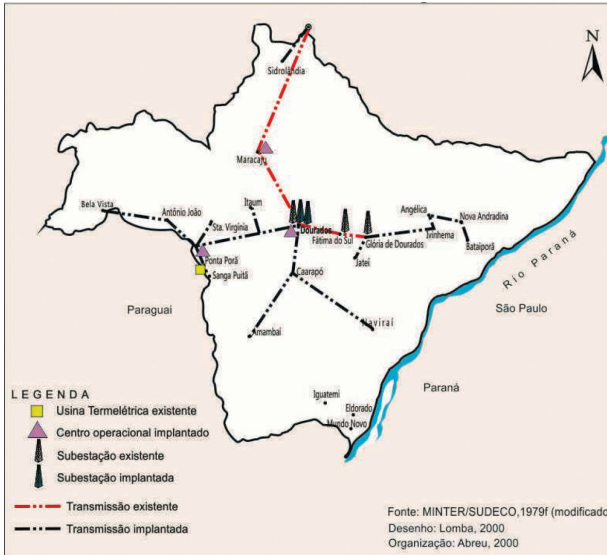 N
Sidrolândia
Maracaju
Bela Vista
Antônio João
Itaum
Sta. Virgínia
Ponta Porã
Sanga Puitã
Dourados
Fátima do Sul
Glória de Dourados
Angélica
Nova Andradina
Ivinhema
Bataiporã
Jateí
Caarapó
Amambaí
Naviraí
Iguatemi
Eldorado
Mundo Novo
Paraguai
Rio Paraná
São Paulo
Paraná
LEGENDA
Usina Termelétrica existente
Centro operacional implantado
Subestação existente
Subestação implantada
Transmissão existente
Transmissão implantada
Fonte: MINTER/SUDECO,1979f (modificado
Desenho: Lomba, 2000
Organização: Abreu, 2000